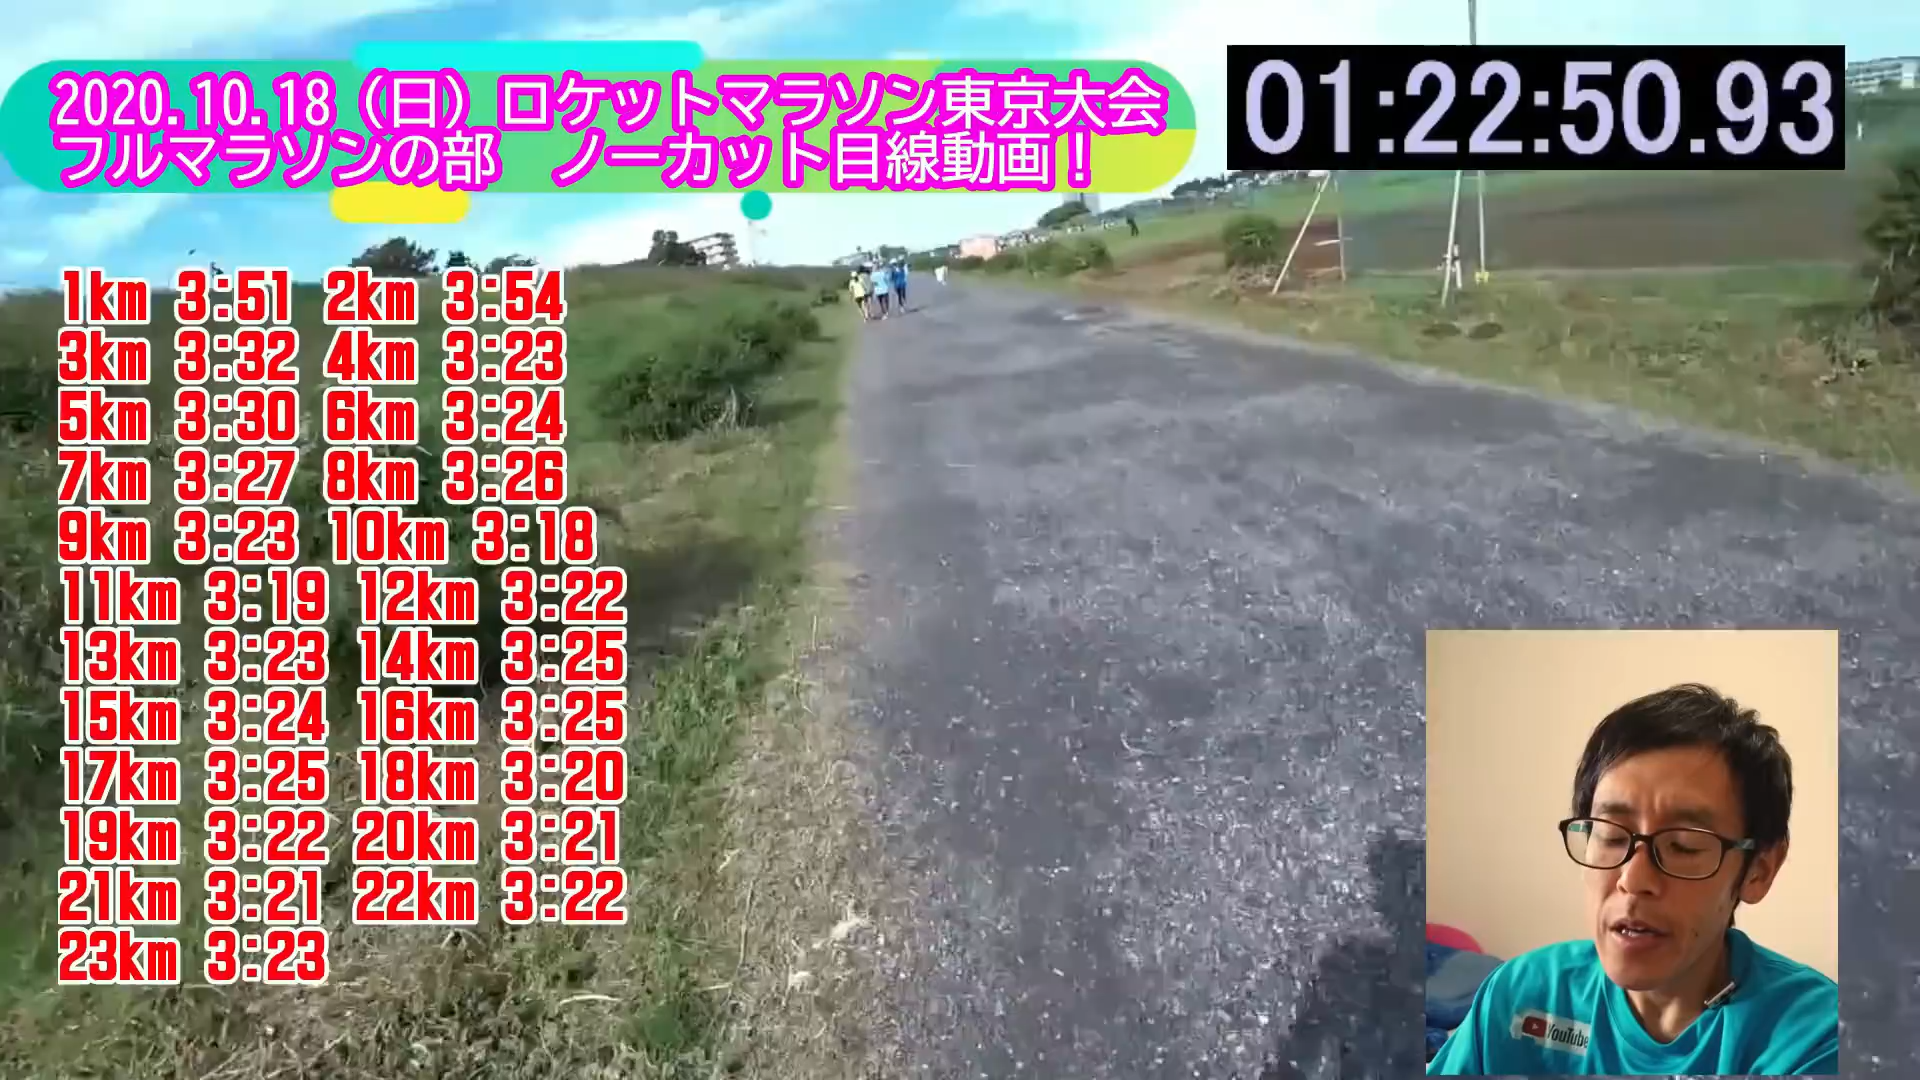 2020.10.18（日）ロケットマラソン東京大会
フルマラソンの部　ノーカット目線動画！
01:22:50.93
1km 3:51 2km 3:54
3km 3:32 4km 3:23
5km 3:30 6km 3:24
7km 3:27 8km 3:26
9km 3:23 10km 3:18
11km 3:19 12km 3:22
13km 3:23 14km 3:25
15km 3:24 16km 3:25
17km 3:25 18km 3:20
19km 3:22 20km 3:21
21km 3:21 22km 3:22
23km 3:23
YouTube